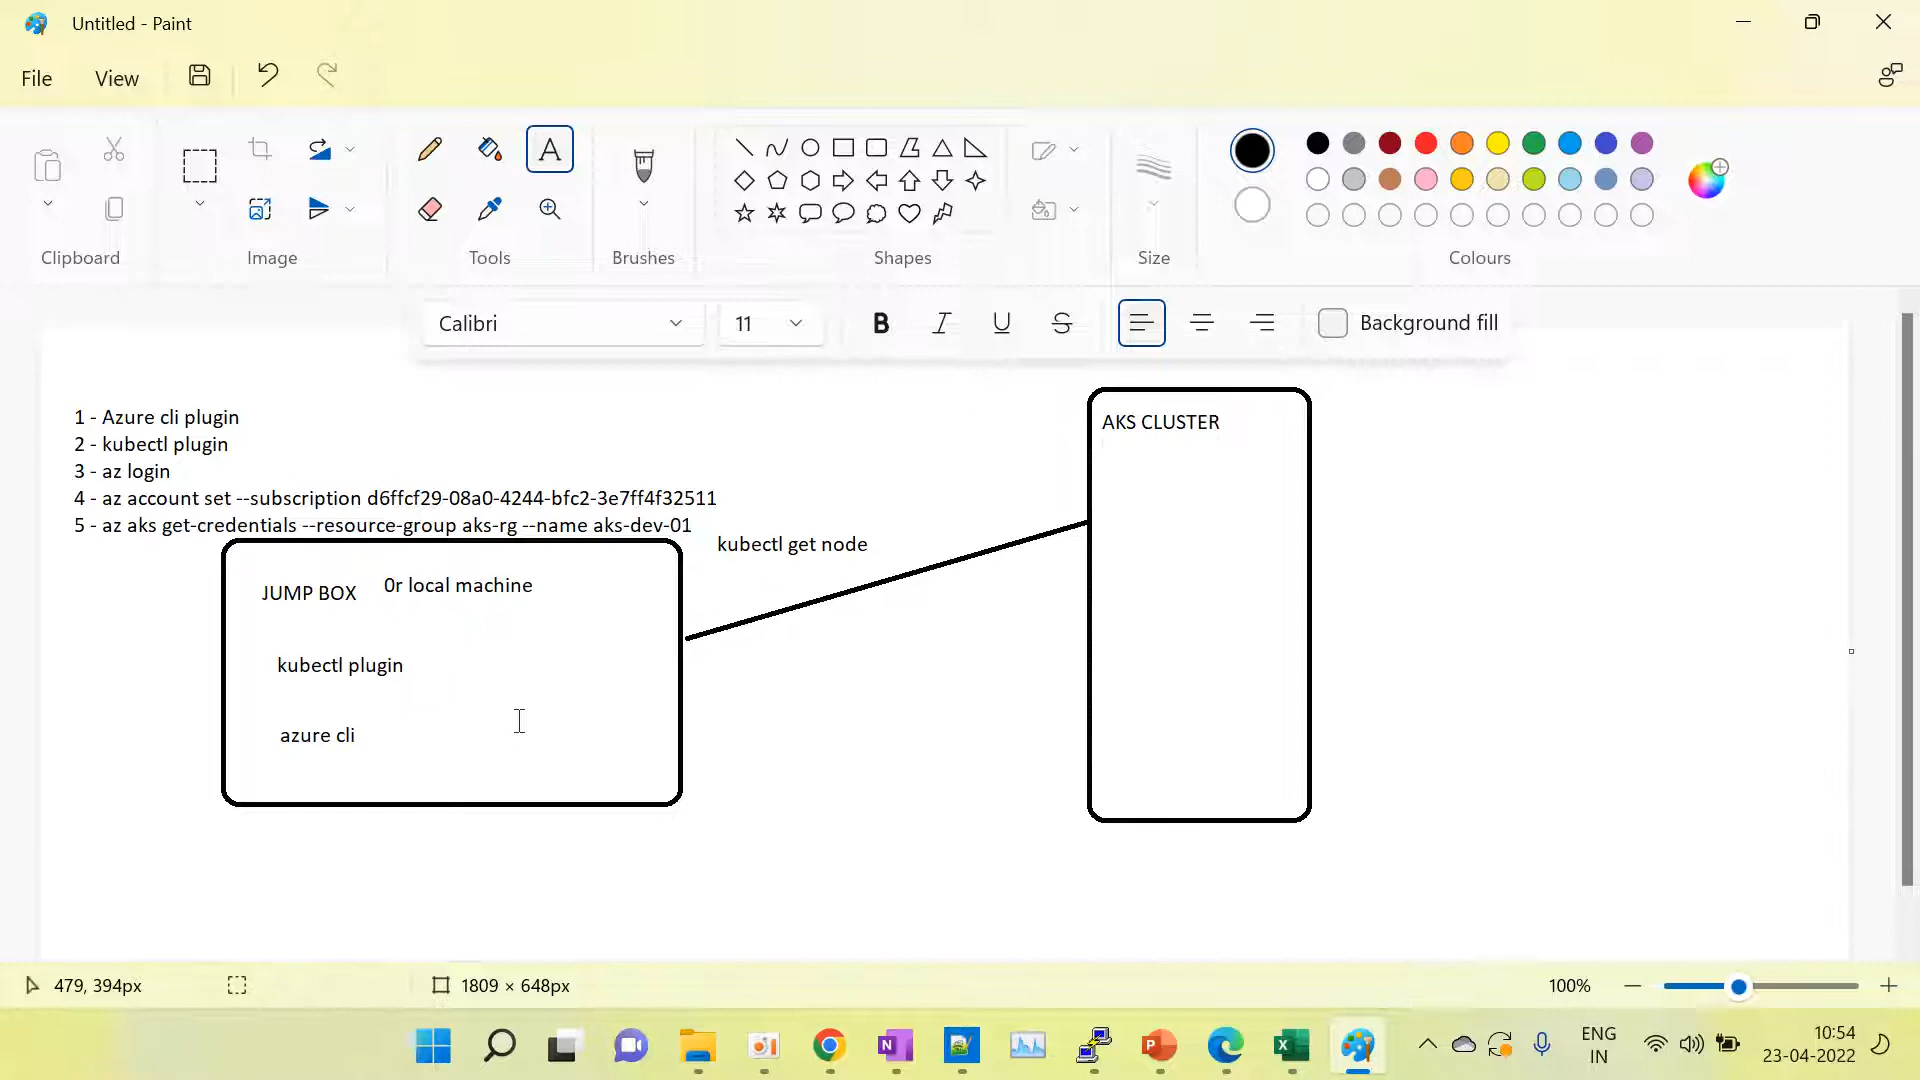 Untitled - Paint
File View
Clipboard Image Tools Brushes Shapes Size Colours
Calibri 11 B I U S Background fill
1 - Azure cli plugin
2 - kubectl plugin
3 - az login
4 - az account set --subscription d6ffcf29-08a0-4244-bfc2-3e7ff4f32511
5 - az aks get-credentials --resource-group aks-rg --name aks-dev-01
AKS CLUSTER
kubectl get node
JUMP BOX 0r local machine
kubectl plugin
azure cli
479, 394px 1809 × 648px 100%
ENG
IN
10:54
23-04-2022